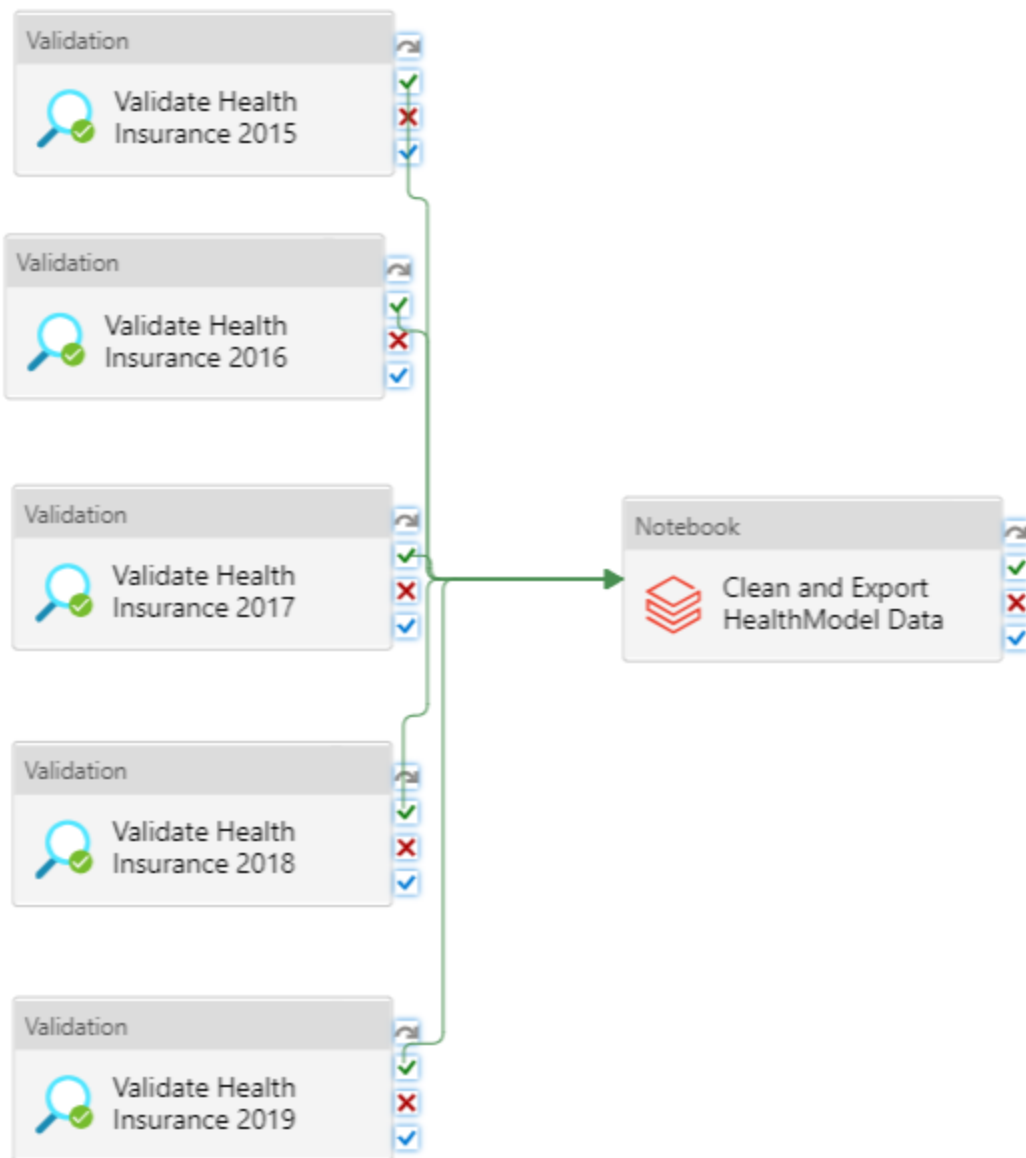 Validation
Validate Health
Insurance 2015
Validation
Validate Health
Insurance 2016
Validation
Validate Health
Insurance 2017
Notebook
Clean and Export
HealthModel Data
Validation
Validate Health
Insurance 2018
Validation
Validate Health
Insurance 2019